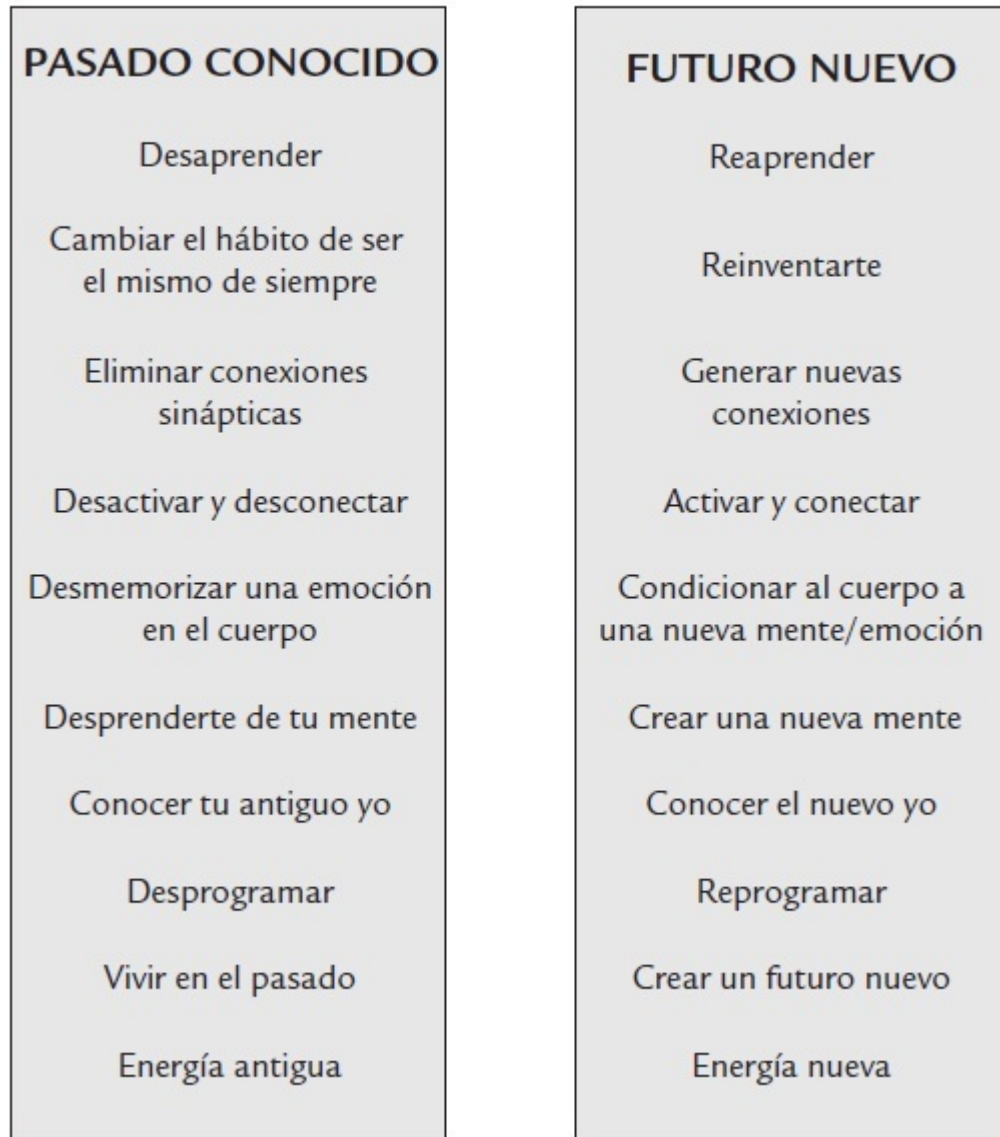 PASADO CONOCIDO
Desaprender
Cambiar el hábito de ser
el mismo de siempre
Eliminar conexiones
sinápticas
Desactivar y desconectar
Desmemorizar una emoción
en el cuerpo
Desprenderte de tu mente
Conocer tu antiguo yo
Desprogramar
Vivir en el pasado
Energía antigua
FUTURO NUEVO
Reaprender
Reinventarte
Generar nuevas
conexiones
Activar y conectar
Condicionar al cuerpo a
una nueva mente/emoción
Crear una nueva mente
Conocer el nuevo yo
Reprogramar
Crear un futuro nuevo
Energía nueva